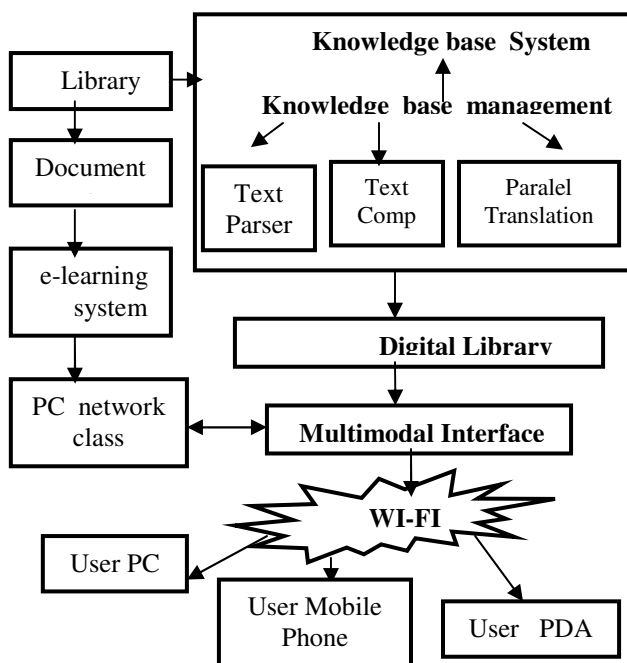 Knowledge base System
Library
Knowledge base management
Document
Text
Parser
Text
Comp
Paralel
Translation
e-learning
system
Digital Library
PC network
class
Multimodal Interface
WI-FI
User PC
User Mobile
Phone
User PDA